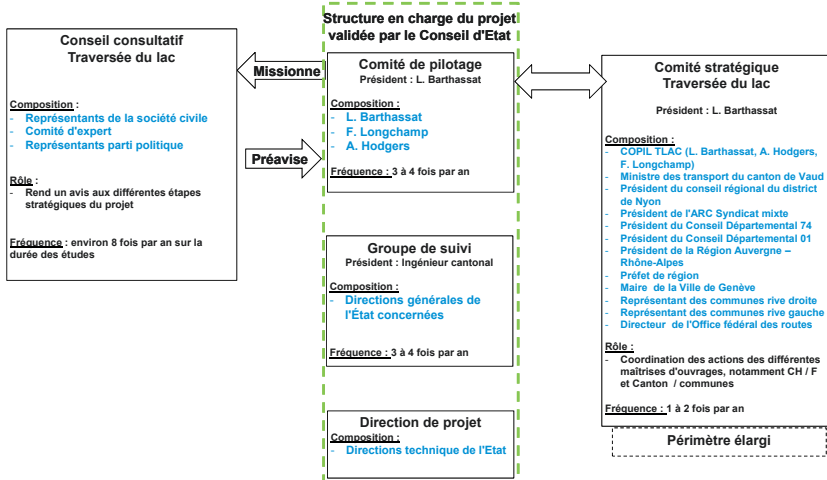 Structure en charge du projet
validée par le Conseil d'Etat
Conseil consultatif
Traversée du lac
Composition :
- Représentants de la société civile
- Comité d'expert
- Représentants parti politique
Rôle :
- Rend un avis aux différentes étapes
stratégiques du projet
Fréquence : environ 8 fois par an sur la
durée des études
Missionne
Préavise
Comité de pilotage
Président : L. Barthassat
Composition :
- L. Barthassat
- F. Longchamp
- A. Hodgers
Fréquence : 3 à 4 fois par an
Groupe de suivi
Président : Ingénieur cantonal
Composition :
- Directions générales de
l'État concernées
Fréquence : 3 à 4 fois par an
Direction de projet
Composition :
- Directions technique de l'Etat
Comité stratégique
Traversée du lac
Président : L. Barthassat
Composition :
- COPIL TLAC (L. Barthassat, A. Hodgers,
F. Longchamp)
- Ministre des transport du canton de Vaud
- Président du conseil régional du district
de Nyon
- Président de l'ARC Syndicat mixte
- Président du Conseil Départemental 74
- Président du Conseil Départemental 01
- Président de la Région Auvergne –
Rhône-Alpes
- Préfet de région
- Maire de la Ville de Genève
- Représentant des communes rive droite
- Représentant des communes rive gauche
- Directeur de l'Office fédéral des routes
Rôle :
- Coordination des actions des différentes
maîtrises d'ouvrages, notamment CH / F
et Canton / communes
Fréquence : 1 à 2 fois par an
Périmètre élargi